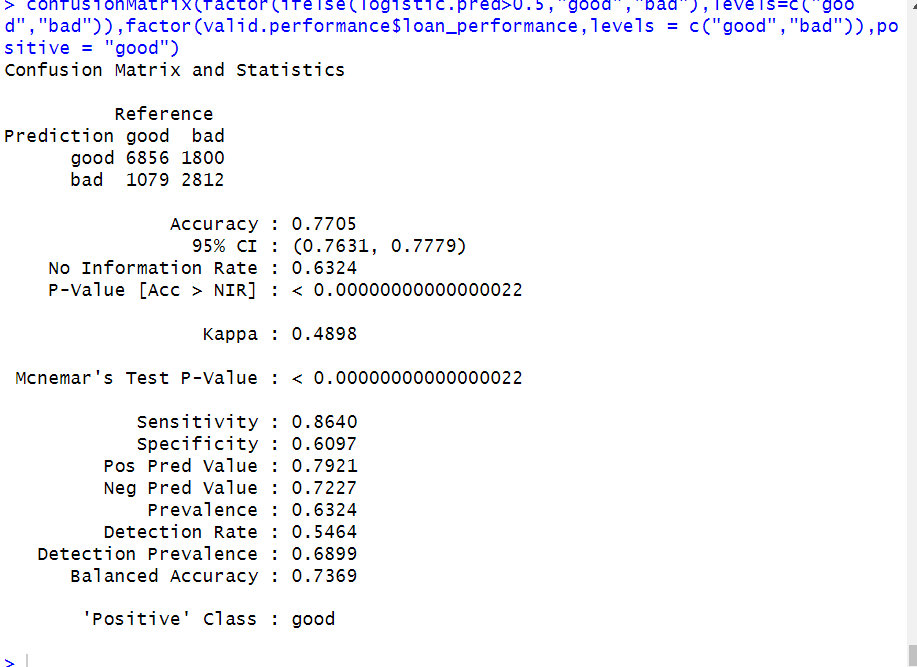 > confusionMatrix(factor(ifelse(logistic.pred>0.5,"good","bad"),levels=c("goo
d","bad")),factor(valid.performance$loan_performance,levels = c("good","bad")),po
sitive = "good")
Confusion Matrix and Statistics
Reference
Prediction good bad
good 6856 1800
bad 1079 2812
Accuracy : 0.7705
95% CI : (0.7631, 0.7779)
No Information Rate : 0.6324
P-Value [Acc > NIR] : < 0.00000000000000022
Kappa : 0.4898
Mcnemar's Test P-Value : < 0.00000000000000022
Sensitivity : 0.8640
Specificity : 0.6097
Pos Pred Value : 0.7921
Neg Pred Value : 0.7227
Prevalence : 0.6324
Detection Rate : 0.5464
Detection Prevalence : 0.6899
Balanced Accuracy : 0.7369
'Positive' Class : good
>